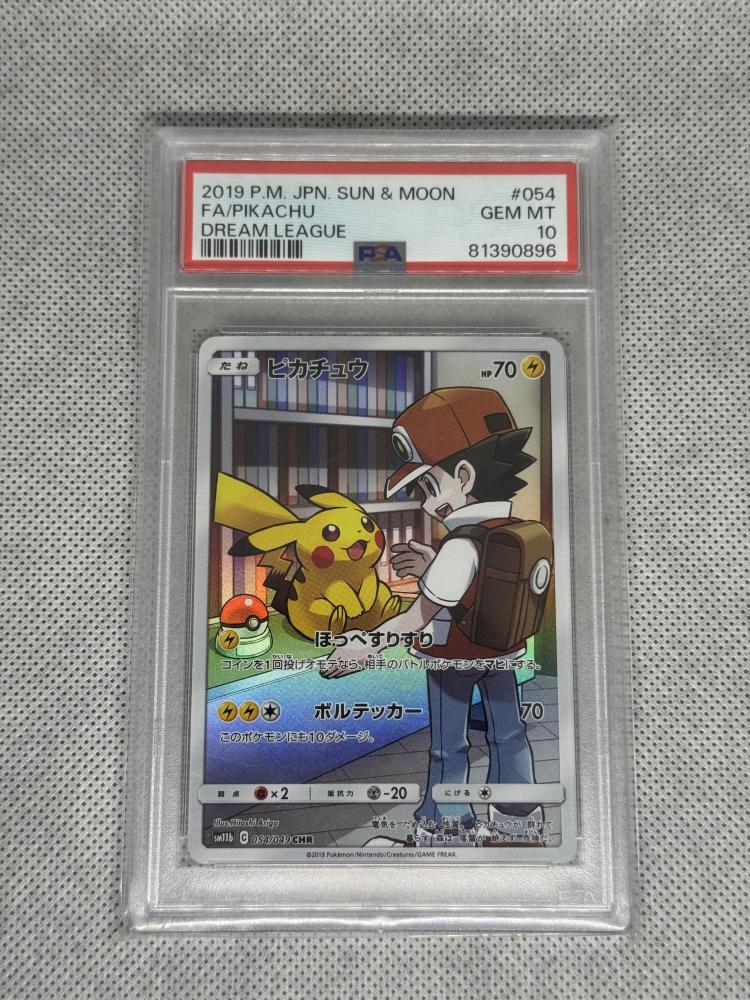 2019 P.M. JPN. SUN & MOON #054
FA/PIKACHU GEM MT
DREAM LEAGUE 10
PSA 81390896
たね ピカチュウ HP 70
ほっぺすりすり
コインを1回投げオモテなら、相手のバトルポケモンをマヒにする。
ボルテッカー 70
このポケモンにも10ダメージ。
弱点 ×2 抵抗力 -20 にげる
Illus. Hitoshi Ariga
sm11b C 054/049 CHR
©2019 Pokémon/Nintendo/Creatures/GAME FREAK.